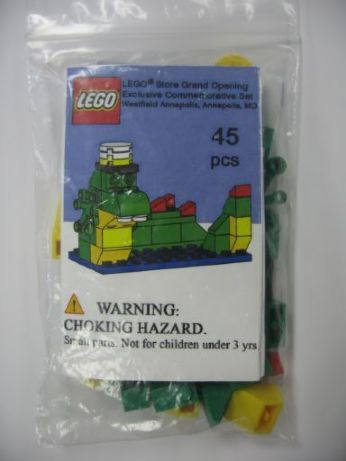 LEGO
LEGO® Store Grand Opening
Exclusive Commemorative Set
Westfield Annapolis, Annapolis, MD
45
pcs
WARNING:
CHOKING HAZARD.
Small parts. Not for children under 3 yrs